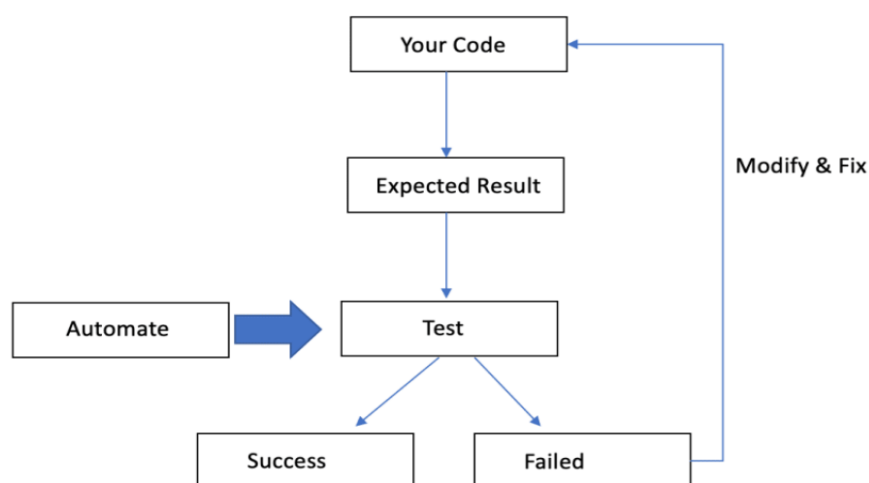 Your Code
Modify & Fix
Expected Result
Automate
Test
Success
Failed